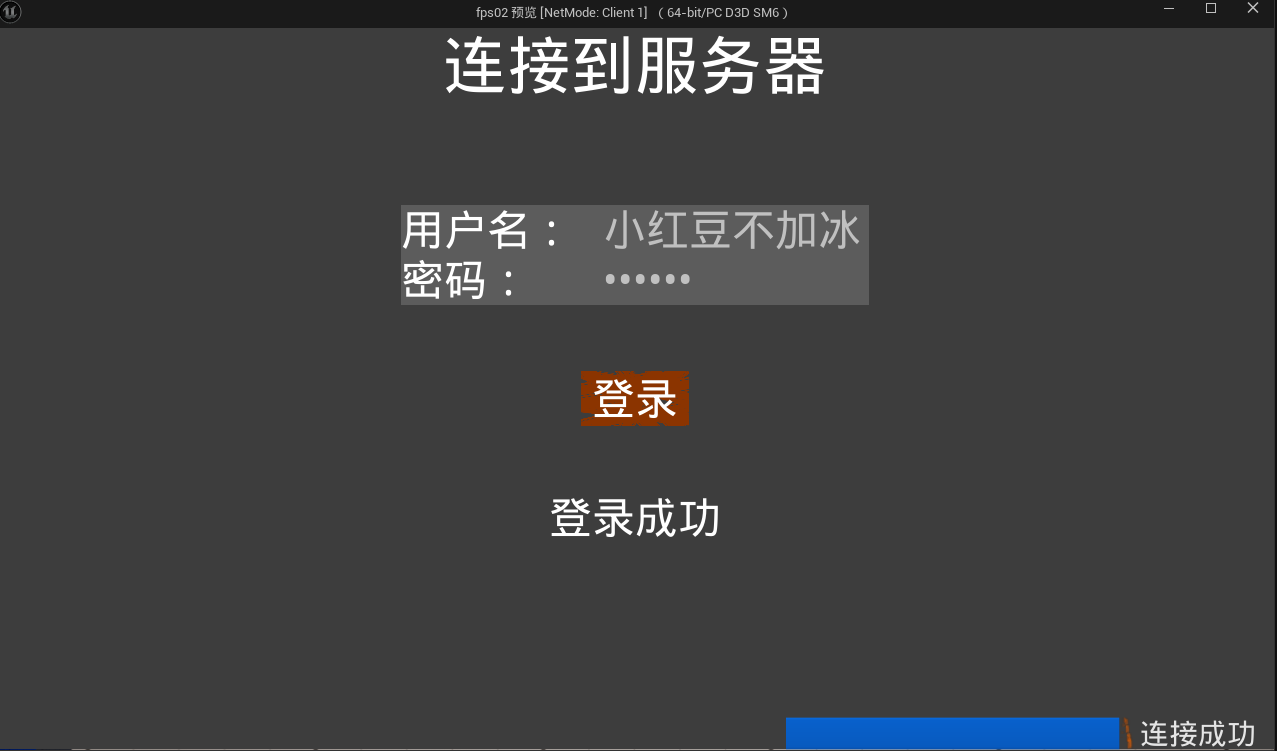 fps02 预览 [NetMode: Client 1] （64-bit/PC D3D SM6）
连接到服务器
用户名： 小红豆不加冰
密码： ••••••
登录
登录成功
连接成功